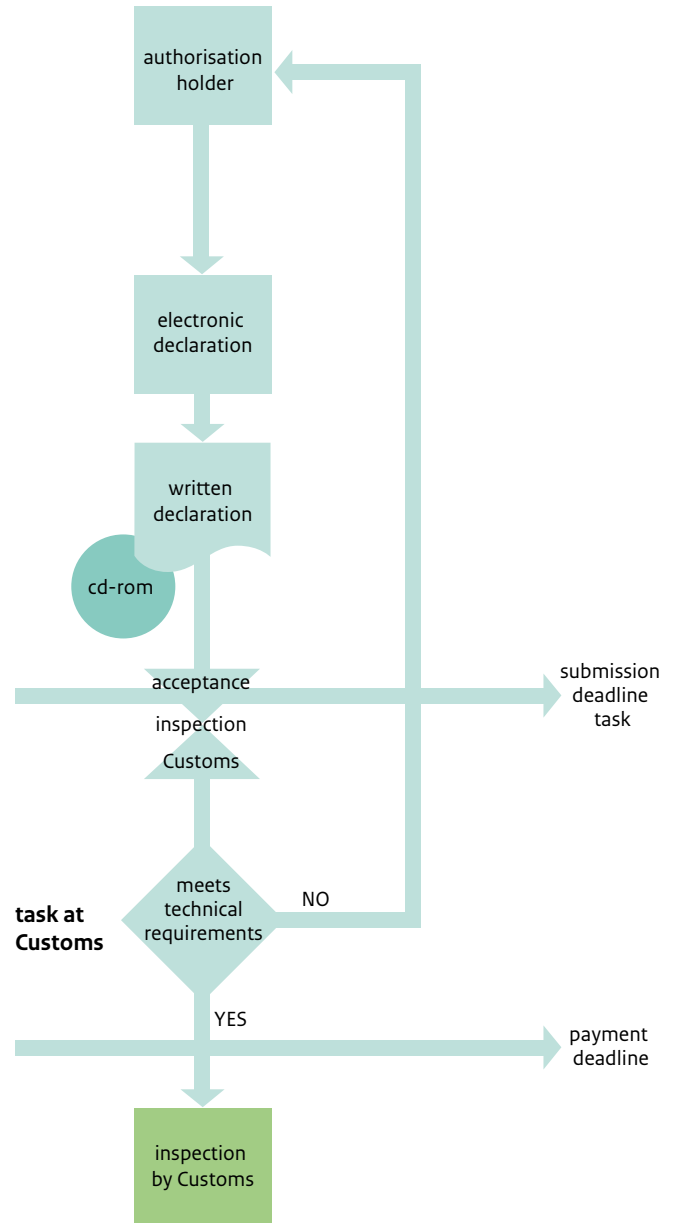 authorisation
holder
electronic
declaration
written
declaration
cd-rom
acceptance
submission
deadline
task
inspection
Customs
meets
technical
requirements
NO
task at
Customs
YES
payment
deadline
inspection
by Customs